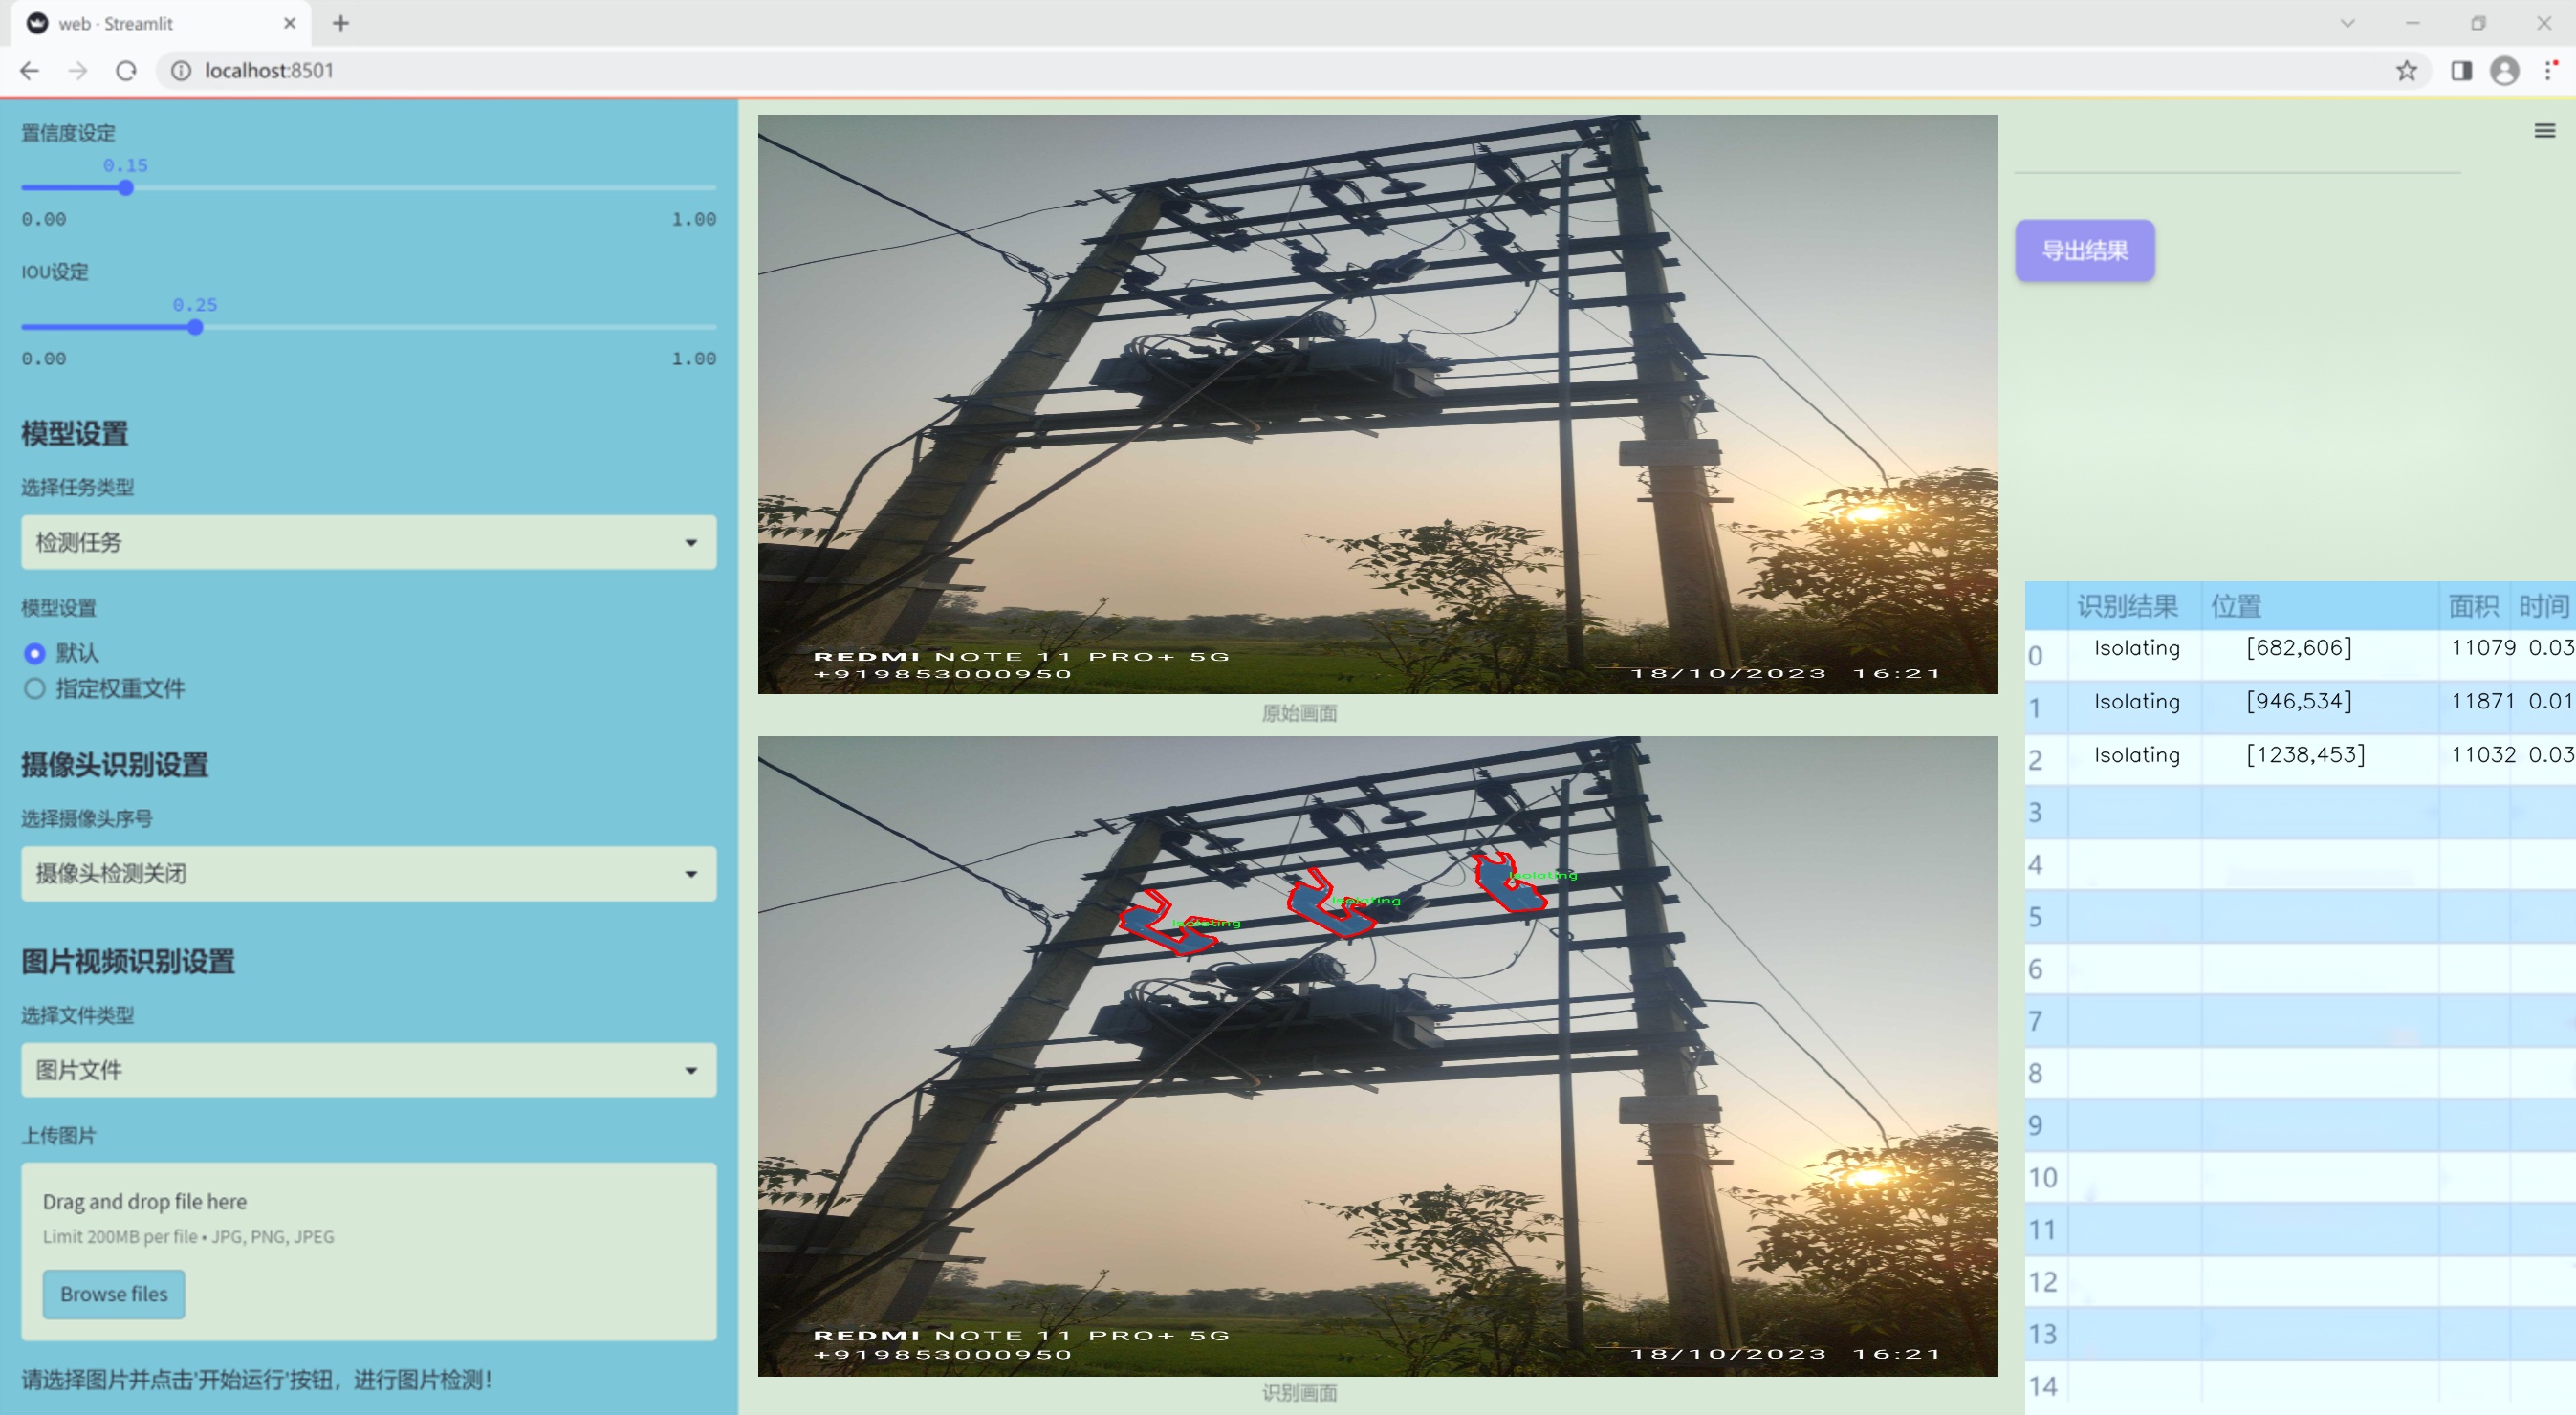 web · Streamlit
localhost:8501
置信度设定
0.15
0.00 1.00
IOU设定
0.25
0.00 1.00
模型设置
选择任务类型
检测任务
模型设置
默认
指定权重文件
摄像头识别设置
选择摄像头序号
摄像头检测关闭
图片视频识别设置
选择文件类型
图片文件
上传图片
Drag and drop file here
Limit 200MB per file • JPG, PNG, JPEG
Browse files
请选择图片并点击'开始运行'按钮，进行图片检测！
REDMI NOTE 11 PRO+ 5G
+919853000950
18/10/2023 16:21
原始画面
Isolating
Isolating
Isolating
REDMI NOTE 11 PRO+ 5G
+919853000950
18/10/2023 16:21
识别画面
导出结果
识别结果 位置 面积 时间
0 Isolating [682,606] 11079 0.03
1 Isolating [946,534] 11871 0.01
2 Isolating [1238,453] 11032 0.03
3
4
5
6
7
8
9
10
11
12
13
14